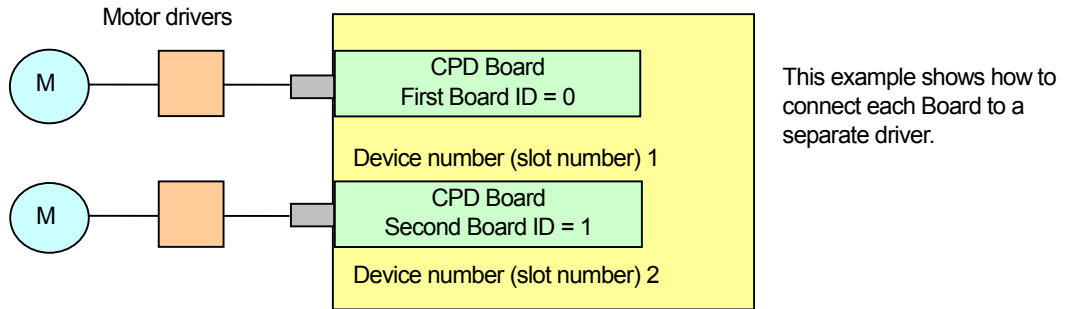 Motor drivers
M
CPD Board
First Board ID = 0
This example shows how to
connect each Board to a
separate driver.
Device number (slot number) 1
M
CPD Board
Second Board ID = 1
Device number (slot number) 2